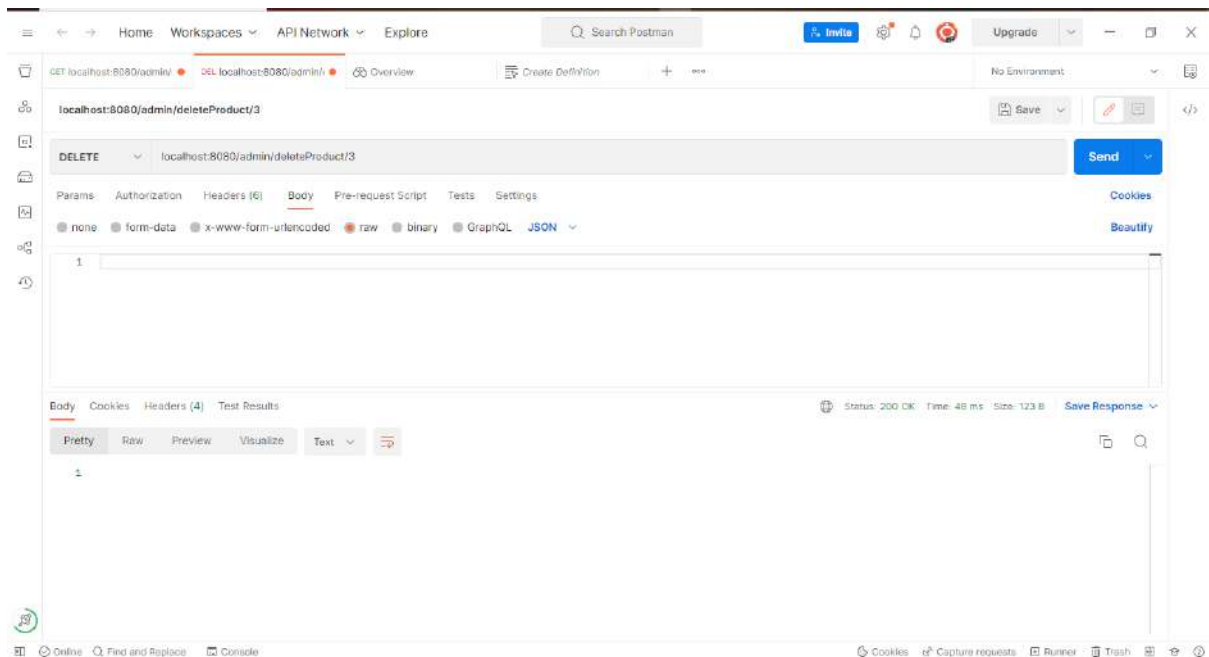 Home Workspaces API Network Explore Search Postman Invite Upgrade
GET localhost:8080/admin/ DEL localhost:8080/admin/ Overview Create Definition No Environment
localhost:8080/admin/deleteProduct/3 Save
DELETE localhost:8080/admin/deleteProduct/3 Send
Params Authorization Headers (6) Body Pre-request Script Tests Settings Cookies
none form-data x-www-form-urlencoded raw binary GraphQL JSON Beautify
1
Body Cookies Headers (4) Test Results Status: 200 OK Time: 48 ms Size: 123 B Save Response
Pretty Raw Preview Visualize Text
1
Online Find and Replace Console Cookies Capture requests Runner Trash